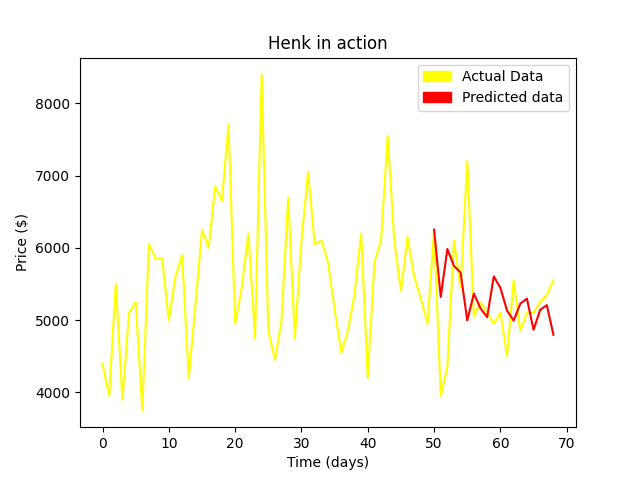 Henk in action
Actual Data
Predicted data
Price ($)
8000
7000
6000
5000
4000
0 10 20 30 40 50 60 70
Time (days)